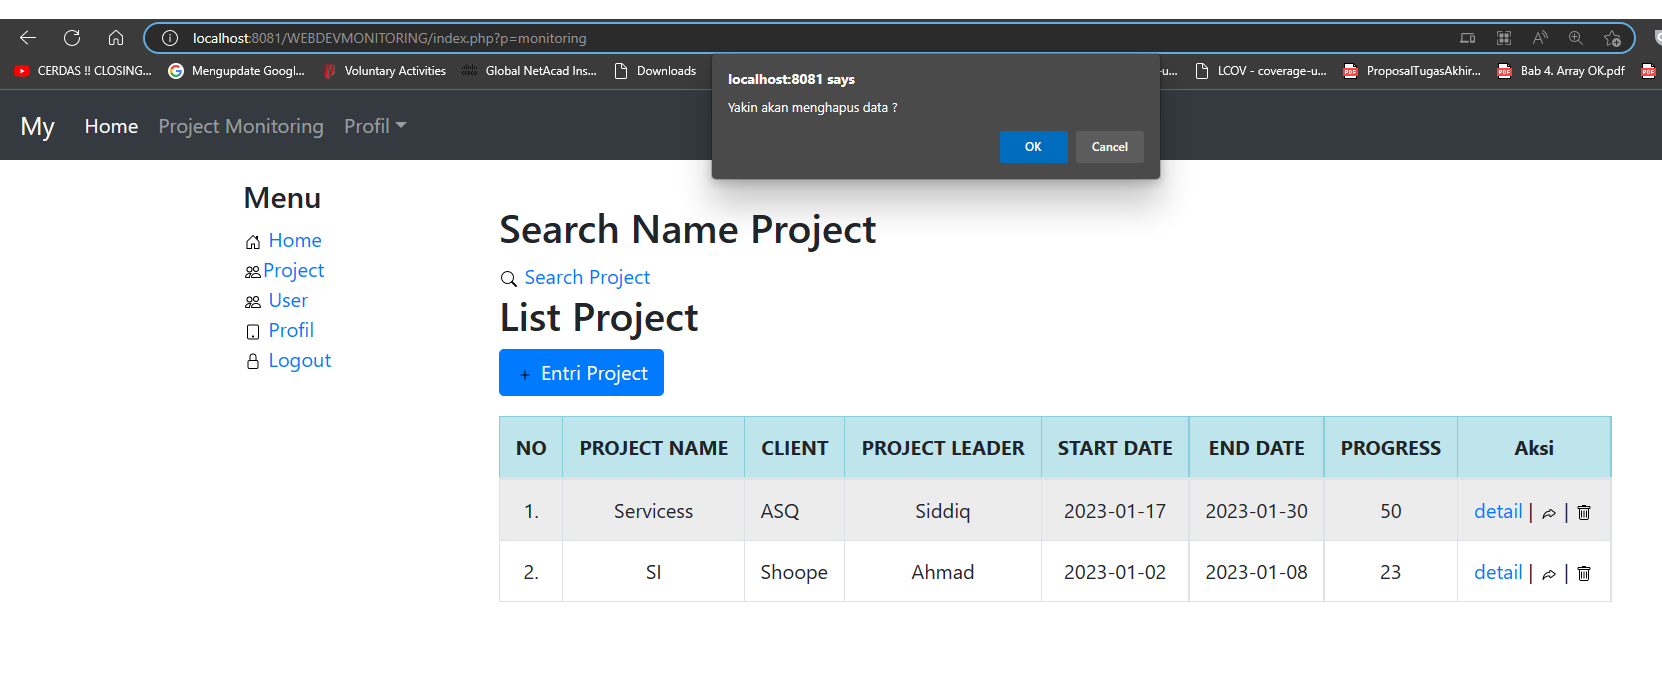 localhost:8081/WEBDEVMONITORING/index.php?p=monitoring
CERDAS !! CLOSING... Mengupdate Googl... Voluntary Activities Global NetAcad Ins... Downloads -u... LCOV - coverage-u... ProposalTugasAkhir... Bab 4. Array OK.pdf
localhost:8081 says
Yakin akan menghapus data ?
OK Cancel
My Home Project Monitoring Profil
Menu
Home
Project
User
Profil
Logout
Search Name Project
Search Project
List Project
+ Entri Project
NO PROJECT NAME CLIENT PROJECT LEADER START DATE END DATE PROGRESS Aksi
1. Servicess ASQ Siddiq 2023-01-17 2023-01-30 50 detail | |
2. SI Shoope Ahmad 2023-01-02 2023-01-08 23 detail | |